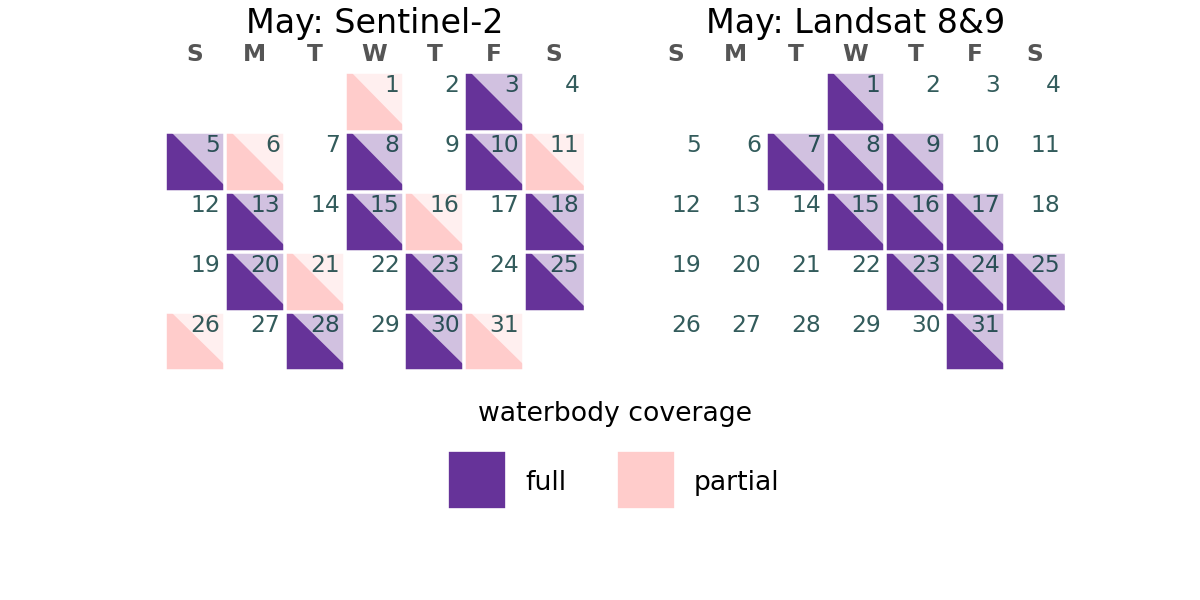 May: Sentinel-2
S M T W T F S
1 2 3 4
5 6 7 8 9 10 11
12 13 14 15 16 17 18
19 20 21 22 23 24 25
26 27 28 29 30 31
May: Landsat 8&9
S M T W T F S
1 2 3 4
5 6 7 8 9 10 11
12 13 14 15 16 17 18
19 20 21 22 23 24 25
26 27 28 29 30 31
waterbody coverage
full
partial